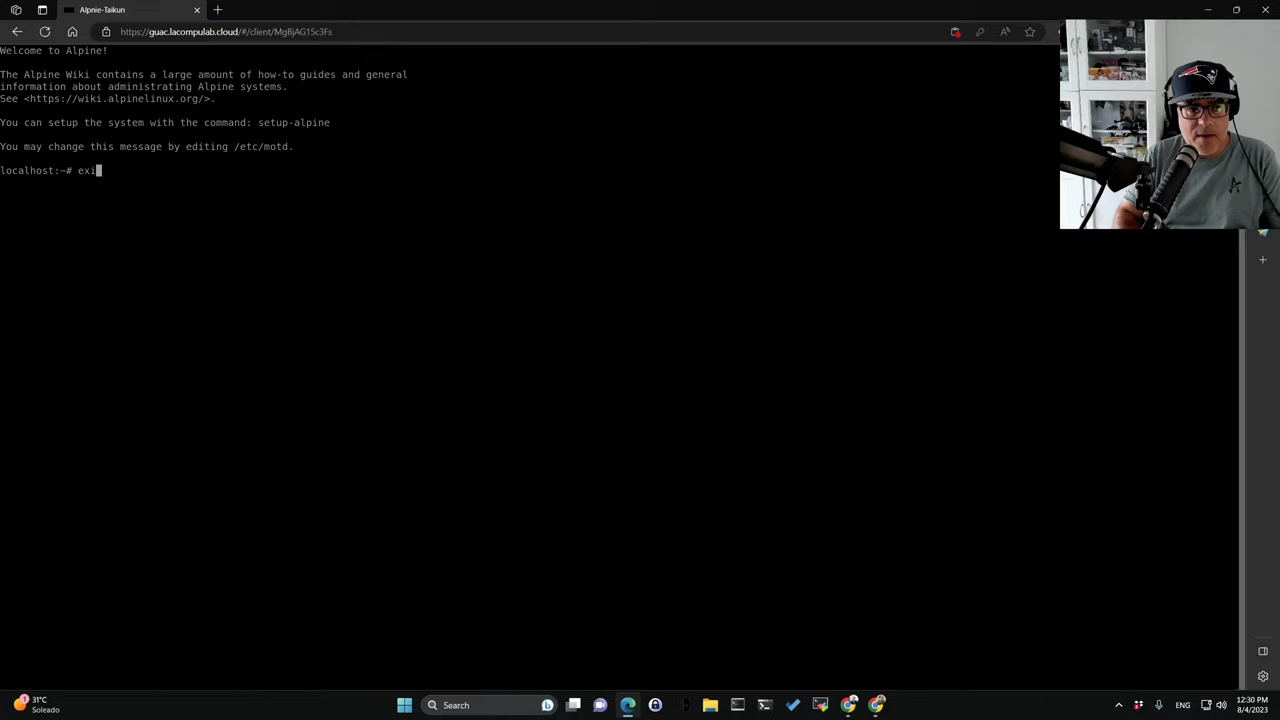 Alpnie-Taikun
https://guac.lacompulab.cloud/#/client/MgBjAG15c3Fs
Welcome to Alpine!
The Alpine Wiki contains a large amount of how-to guides and general
information about administrating Alpine systems.
See <https://wiki.alpinelinux.org/>.
You can setup the system with the command: setup-alpine
You may change this message by editing /etc/motd.
localhost:~# exi
1
31°C
Soleado
Search
ENG
12:30 PM
8/4/2023